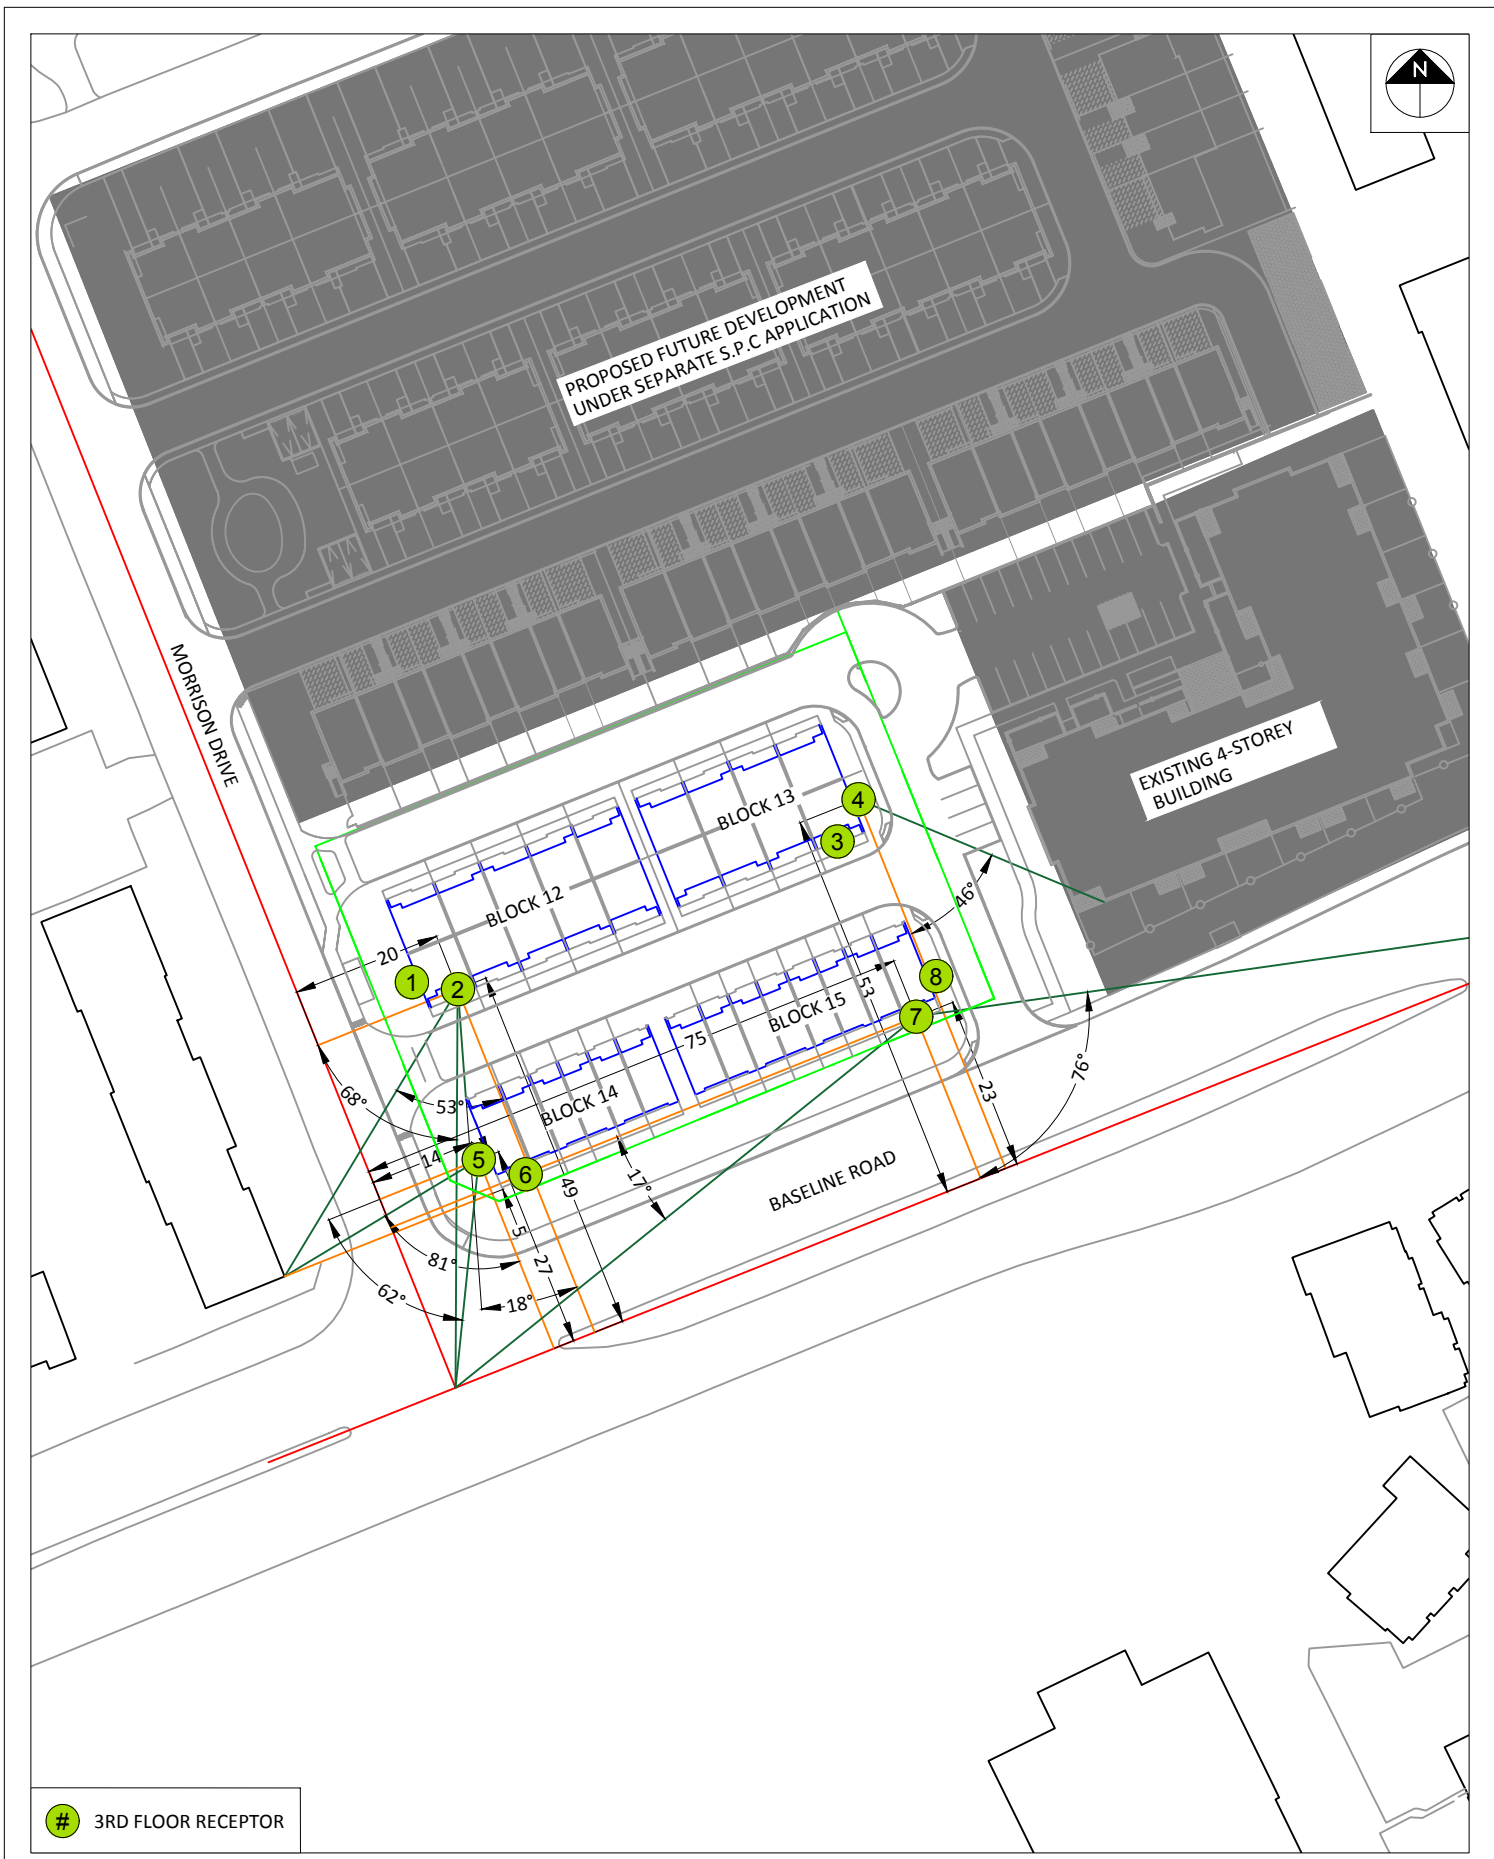 N
PROPOSED FUTURE DEVELOPMENT
UNDER SEPARATE S.P.C APPLICATION
MORRISON DRIVE
EXISTING 4-STOREY
BUILDING
BLOCK 13
4
3
BLOCK 12
46°
20
1
2
8
53
BLOCK 15
7
75
23
76°
68°
53°
BLOCK 14
14
5
6
17°
49
BASELINE ROAD
5
27
81°
62°
18°
# 3RD FLOOR RECEPTOR